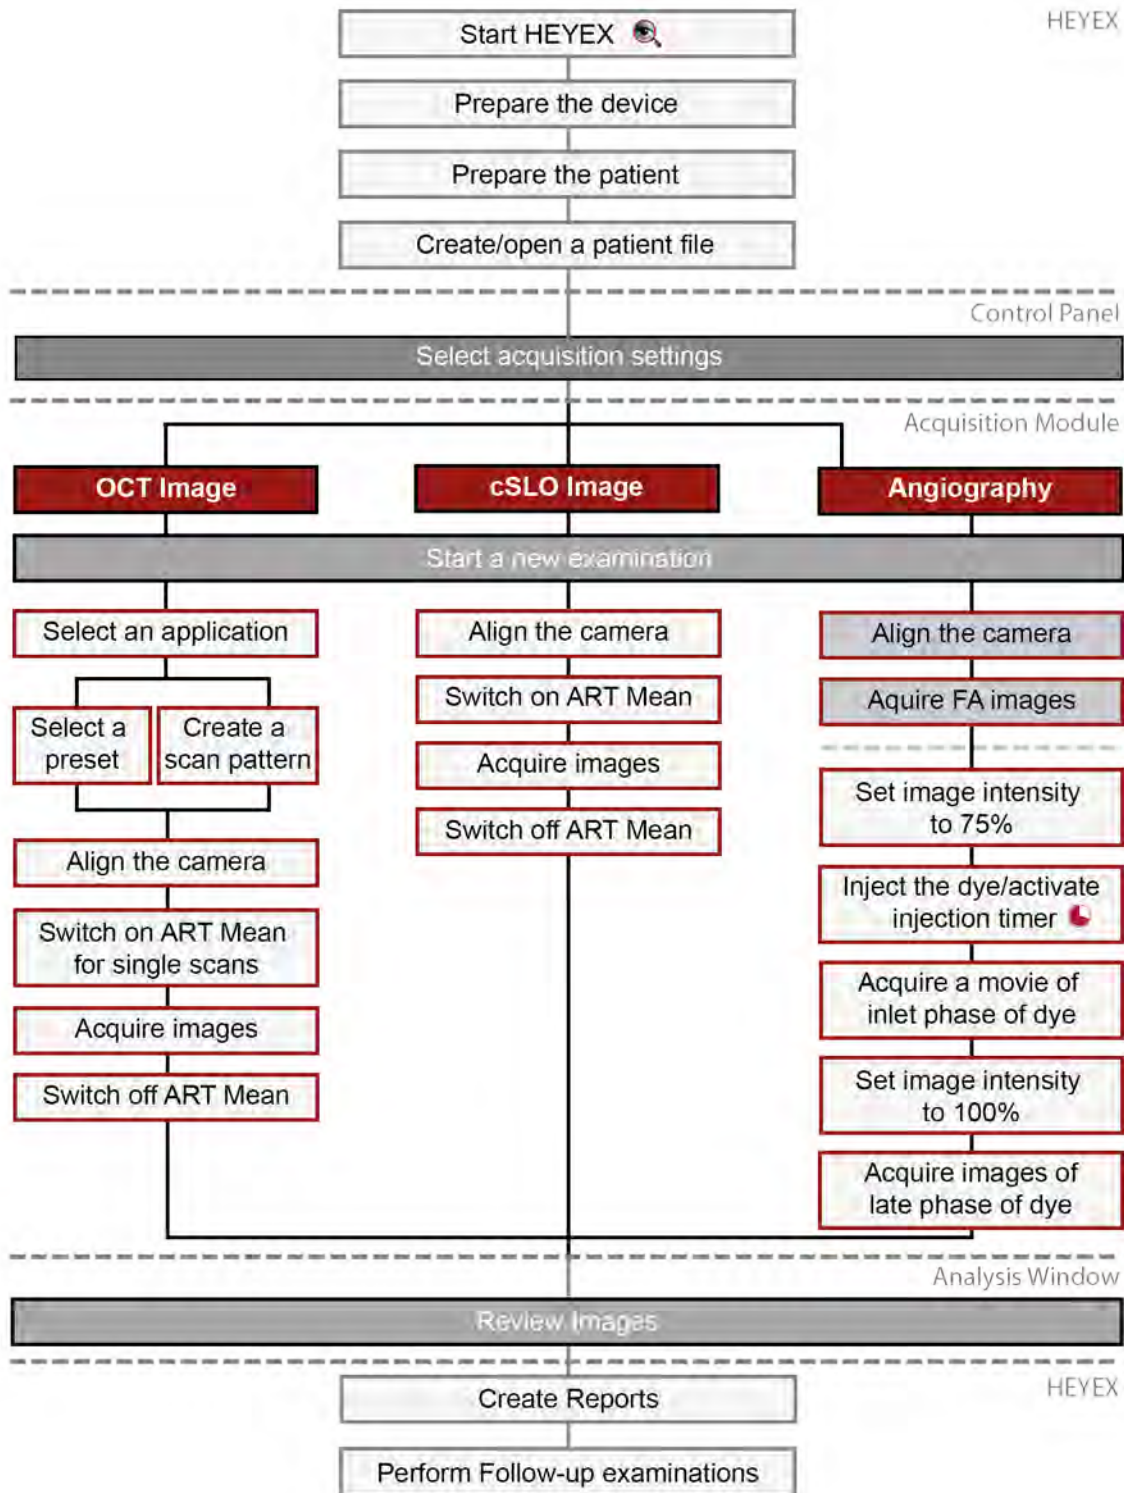 HEYEX
Start HEYEX
Prepare the device
Prepare the patient
Create/open a patient file
Control Panel
Select acquisition settings
Acquisition Module
OCT Image
cSLO Image
Angiography
Start a new examination
Select an application
Select a
preset
Create a
scan pattern
Align the camera
Switch on ART Mean
for single scans
Acquire images
Switch off ART Mean
Align the camera
Switch on ART Mean
Acquire images
Switch off ART Mean
Align the camera
Aquire FA images
Set image intensity
to 75%
Inject the dye/activate
injection timer
Acquire a movie of
inlet phase of dye
Set image intensity
to 100%
Acquire images of
late phase of dye
Analysis Window
Review Images
HEYEX
Create Reports
Perform Follow-up examinations